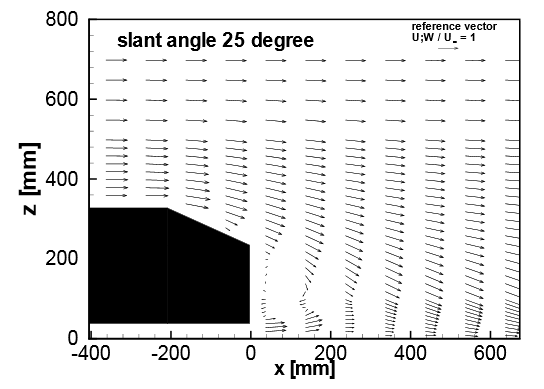 slant angle 25 degree
reference vector
U;W / U∞ = 1
800
600
400
200
0
z [mm]
-400 -200 0 200 400 600
x [mm]